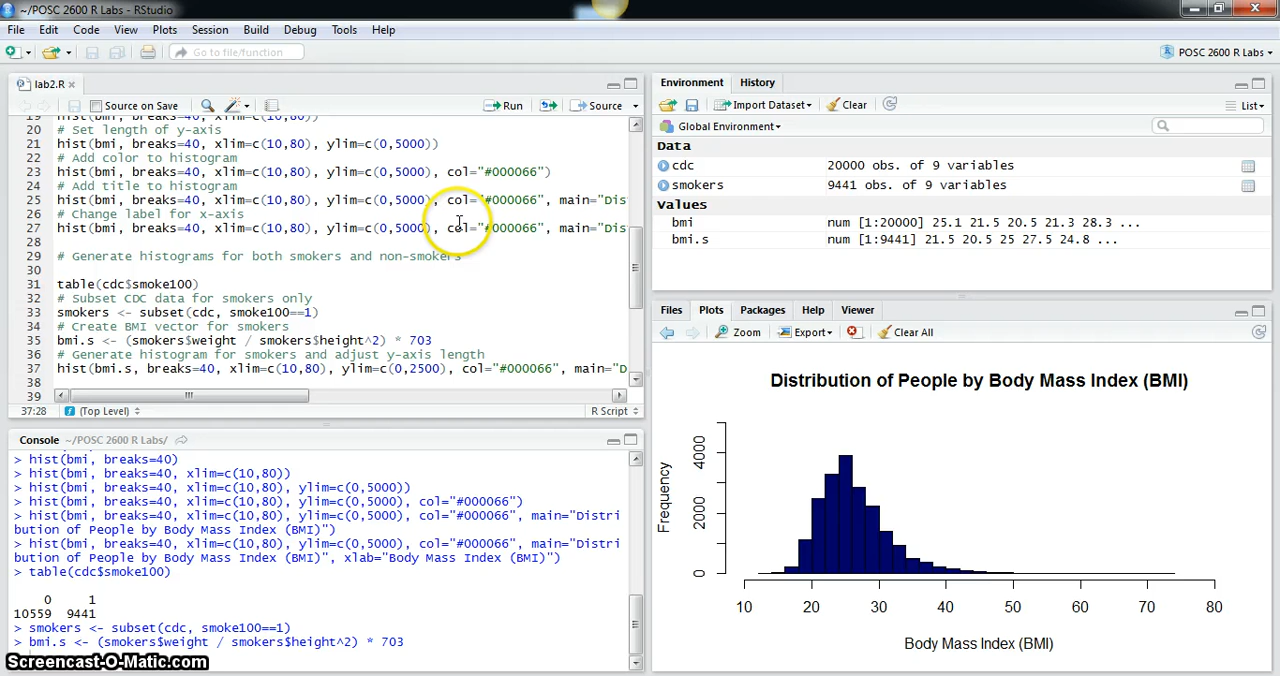 ~/POSC 2600 R Labs - RStudio
File Edit Code View Plots Session Build Debug Tools Help
Go to file/function
POSC 2600 R Labs
lab2.R
Source on Save
Run
Source
19 hist(bmi, breaks=40, xlim=c(10,80))
20 # Set length of y-axis
21 hist(bmi, breaks=40, xlim=c(10,80), ylim=c(0,5000))
22 # Add color to histogram
23 hist(bmi, breaks=40, xlim=c(10,80), ylim=c(0,5000), col="#000066")
24 # Add title to histogram
25 hist(bmi, breaks=40, xlim=c(10,80), ylim=c(0,5000), col="#000066", main="Dis
26 # Change label for x-axis
27 hist(bmi, breaks=40, xlim=c(10,80), ylim=c(0,5000), col="#000066", main="Dis
28
29 # Generate histograms for both smokers and non-smokers
30
31 table(cdc$smoke100)
32 # Subset CDC data for smokers only
33 smokers <- subset(cdc, smoke100==1)
34 # Create BMI vector for smokers
35 bmi.s <- (smokers$weight / smokers$height^2) * 703
36 # Generate histogram for smokers and adjust y-axis length
37 hist(bmi.s, breaks=40, xlim=c(10,80), ylim=c(0,2500), col="#000066", main="D
38
39
37:28 (Top Level) R Script
Console ~/POSC 2600 R Labs/
> hist(bmi, breaks=40)
> hist(bmi, breaks=40, xlim=c(10,80))
> hist(bmi, breaks=40, xlim=c(10,80), ylim=c(0,5000))
> hist(bmi, breaks=40, xlim=c(10,80), ylim=c(0,5000), col="#000066")
> hist(bmi, breaks=40, xlim=c(10,80), ylim=c(0,5000), col="#000066", main="Distri
bution of People by Body Mass Index (BMI)")
> hist(bmi, breaks=40, xlim=c(10,80), ylim=c(0,5000), col="#000066", main="Distri
bution of People by Body Mass Index (BMI)", xlab="Body Mass Index (BMI)")
> table(cdc$smoke100)
0 1
10559 9441
> smokers <- subset(cdc, smoke100==1)
> bmi.s <- (smokers$weight / smokers$height^2) * 703
Screencast-O-Matic.com
Environment History
Import Dataset Clear List
Global Environment
Data
cdc 20000 obs. of 9 variables
smokers 9441 obs. of 9 variables
Values
bmi num [1:20000] 25.1 21.5 20.5 21.3 28.3 ...
bmi.s num [1:9441] 21.5 20.5 25 27.5 24.8 ...
Files Plots Packages Help Viewer
Zoom Export Clear All
Distribution of People by Body Mass Index (BMI)
Frequency
4000
2000
0
10 20 30 40 50 60 70 80
Body Mass Index (BMI)